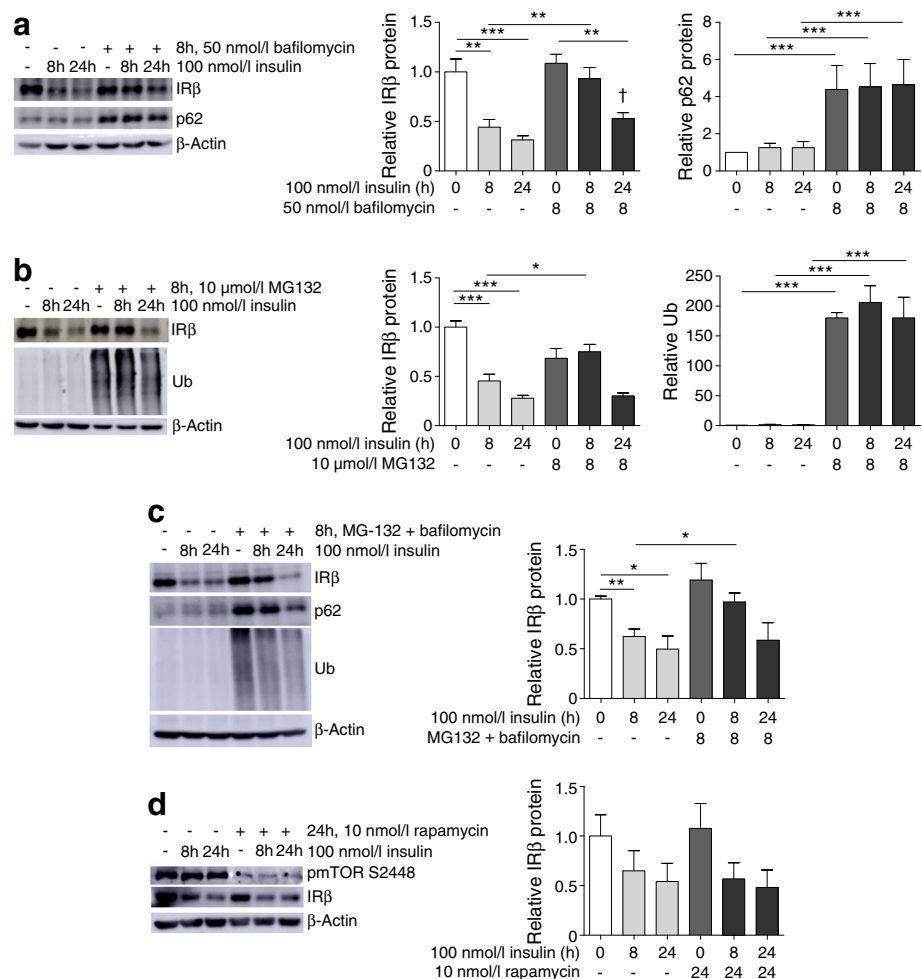 a
- - - + + + 8h, 50 nmol/l bafilomycin
- 8h 24h - 8h 24h 100 nmol/l insulin
IRβ
p62
β-Actin
Relative IRβ protein
1.5
1.0
0.5
0
** *** ** **
†
0 8 24 0 8 24
100 nmol/l insulin (h)
50 nmol/l bafilomycin
- - - 8 8 8
Relative p62 protein
8
6
4
2
0
*** *** ***
0 8 24 0 8 24
- - - 8 8 8
b
- - - + + + 8h, 10 µmol/l MG132
- 8h 24h - 8h 24h 100 nmol/l insulin
IRβ
Ub
β-Actin
Relative IRβ protein
1.5
1.0
0.5
0
*** *** *
100 nmol/l insulin (h) 0 8 24 0 8 24
10 µmol/l MG132 - - - 8 8 8
Relative Ub
250
200
150
100
50
0
*** *** ***
0 8 24 0 8 24
- - - 8 8 8
c
- - - + + + 8h, MG-132 + bafilomycin
- 8h 24h - 8h 24h 100 nmol/l insulin
IRβ
p62
Ub
β-Actin
Relative IRβ protein
1.5
1.0
0.5
0
** * *
100 nmol/l insulin (h) 0 8 24 0 8 24
MG132 + bafilomycin - - - 8 8 8
d
- - - + + + 24h, 10 nmol/l rapamycin
- 8h 24h - 8h 24h 100 nmol/l insulin
pmTOR S2448
IRβ
β-Actin
Relative IRβ protein
1.5
1.0
0.5
0
100 nmol/l insulin (h) 0 8 24 0 8 24
10 nmol/l rapamycin - - - 24 24 24